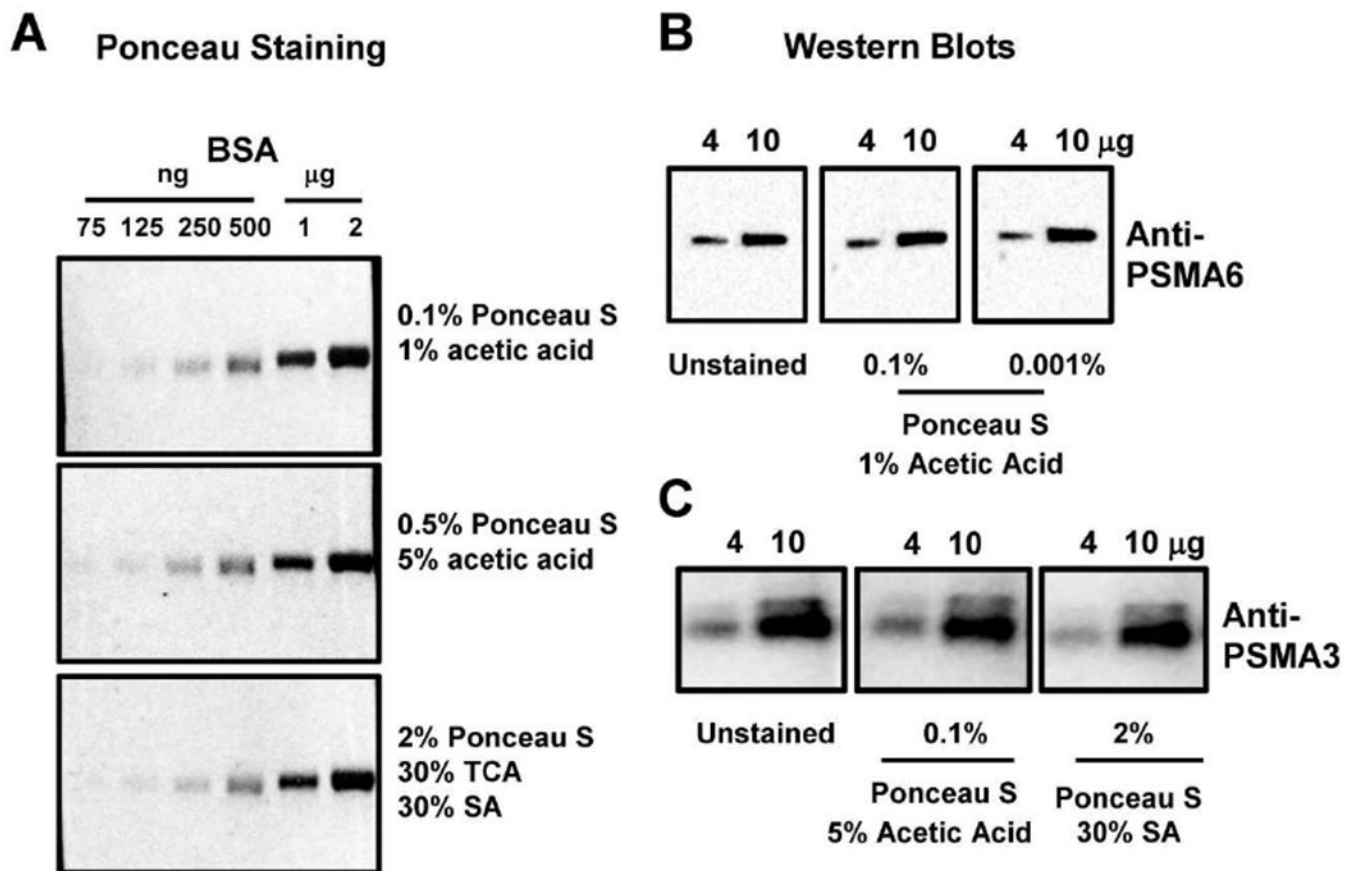 A Ponceau Staining
BSA
ng μg
75 125 250 500 1 2
0.1% Ponceau S
1% acetic acid
0.5% Ponceau S
5% acetic acid
2% Ponceau S
30% TCA
30% SA
B Western Blots
4 10 4 10 4 10 μg
Anti-
PSMA6
Unstained 0.1% 0.001%
Ponceau S
1% Acetic Acid
C
4 10 4 10 4 10 μg
Anti-
PSMA3
Unstained 0.1% 2%
Ponceau S Ponceau S
5% Acetic Acid 30% SA